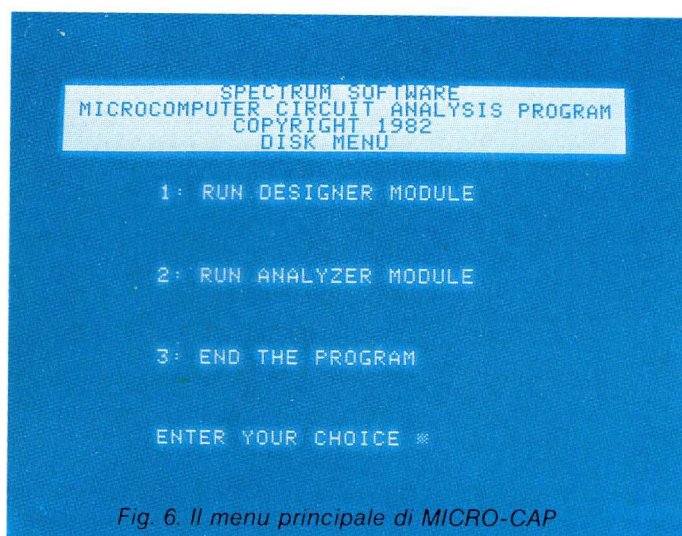 SPECTRUM SOFTWARE
MICROCOMPUTER CIRCUIT ANALYSIS PROGRAM
COPYRIGHT 1982
DISK MENU
1: RUN DESIGNER MODULE
2: RUN ANALYZER MODULE
3: END THE PROGRAM
ENTER YOUR CHOICE ※
Fig. 6. Il menu principale di MICRO-CAP